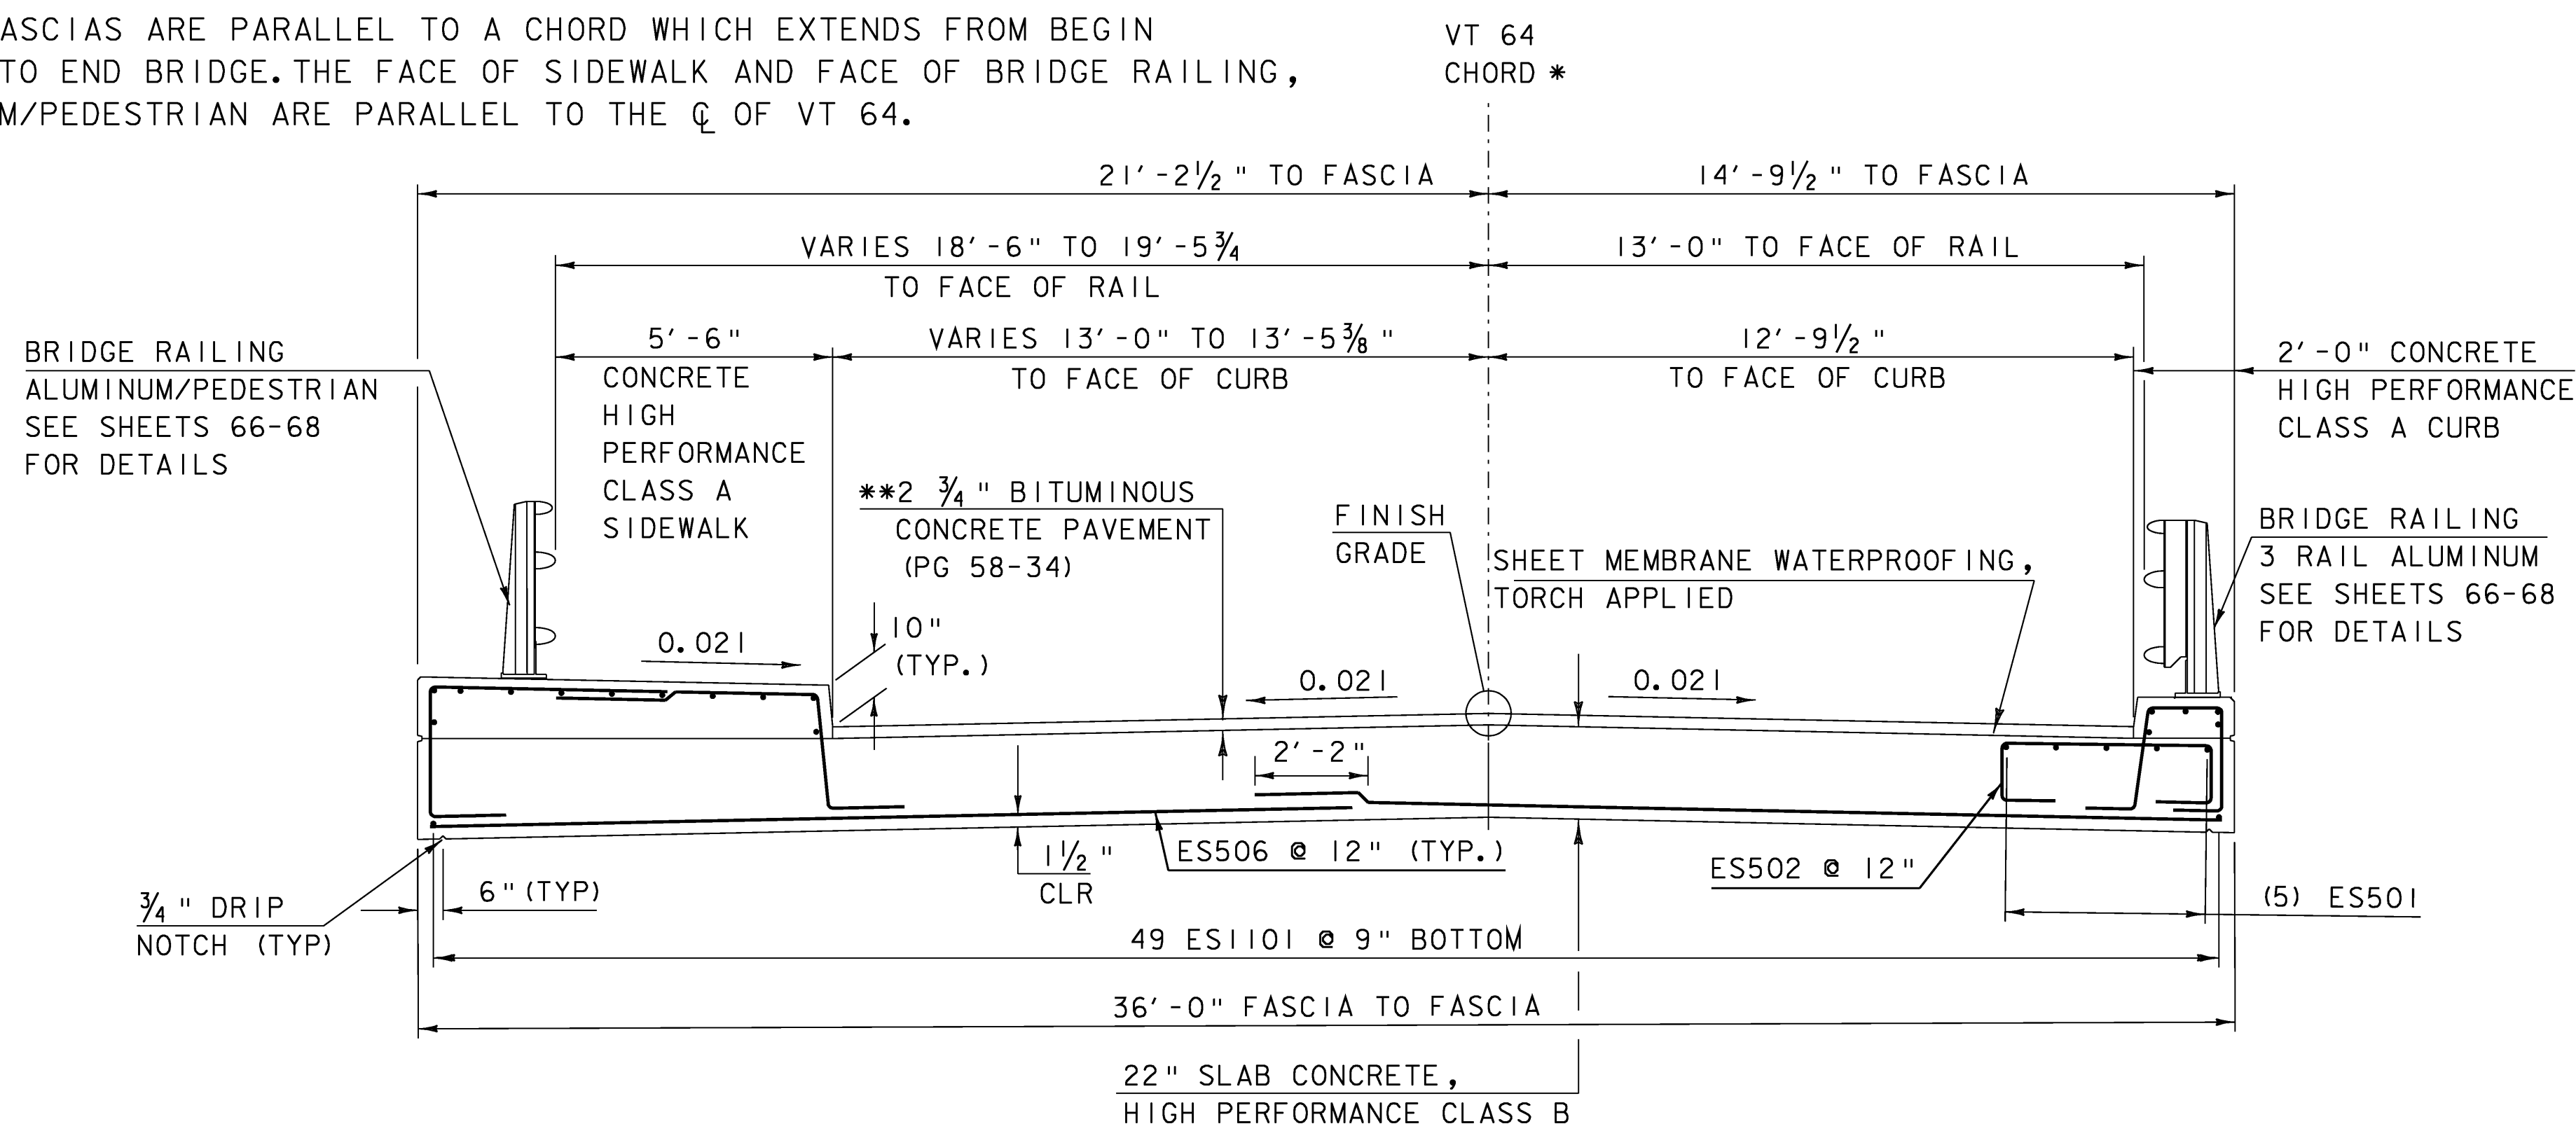 ASCIAS ARE PARALLEL TO A CHORD WHICH EXTENDS FROM BEGIN
TO END BRIDGE. THE FACE OF SIDEWALK AND FACE OF BRIDGE RAILING,
M/PEDESTRIAN ARE PARALLEL TO THE ℄ OF VT 64.
VT 64
CHORD *
21'-2½" TO FASCIA
14'-9½" TO FASCIA
VARIES 18'-6" TO 19'-5¾
TO FACE OF RAIL
13'-0" TO FACE OF RAIL
5'-6"
CONCRETE
HIGH
PERFORMANCE
CLASS A
SIDEWALK
VARIES 13'-0" TO 13'-5⅜"
TO FACE OF CURB
12'-9½"
TO FACE OF CURB
2'-0" CONCRETE
HIGH PERFORMANCE
CLASS A CURB
BRIDGE RAILING
ALUMINUM/PEDESTRIAN
SEE SHEETS 66-68
FOR DETAILS
**2 ¾" BITUMINOUS
CONCRETE PAVEMENT
(PG 58-34)
FINISH
GRADE
SHEET MEMBRANE WATERPROOFING,
TORCH APPLIED
BRIDGE RAILING
3 RAIL ALUMINUM
SEE SHEETS 66-68
FOR DETAILS
0.021
10"
(TYP.)
0.021
0.021
2'-2"
1½"
CLR
ES506 @ 12" (TYP.)
ES502 @ 12"
(5) ES501
¾" DRIP
NOTCH (TYP)
6"(TYP)
49 ES1101 @ 9" BOTTOM
36'-0" FASCIA TO FASCIA
22" SLAB CONCRETE,
HIGH PERFORMANCE CLASS B